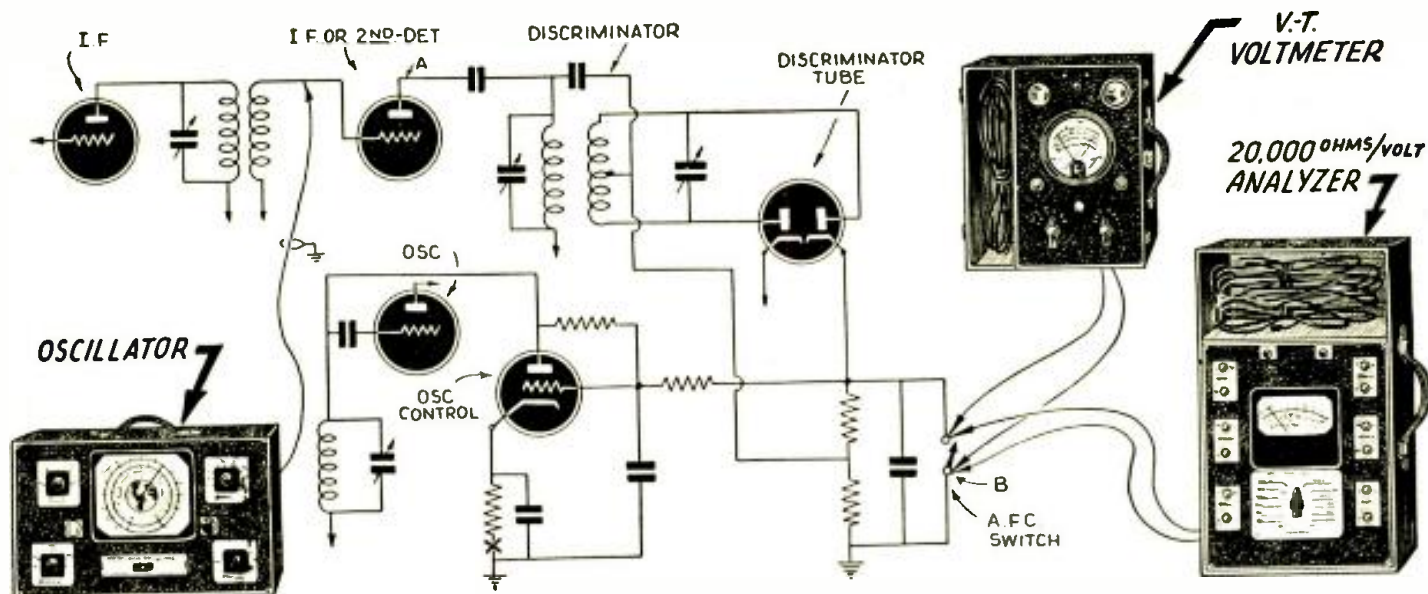 I.F
I F. OR 2ND-DET
A
DISCRIMINATOR
DISCRIMINATOR
TUBE
V.-T.
VOLTMETER
20,000 OHMS/VOLT
ANALYZER
OSC
OSCILLATOR
OSC
CONTROL
B
A.F.C
SWITCH